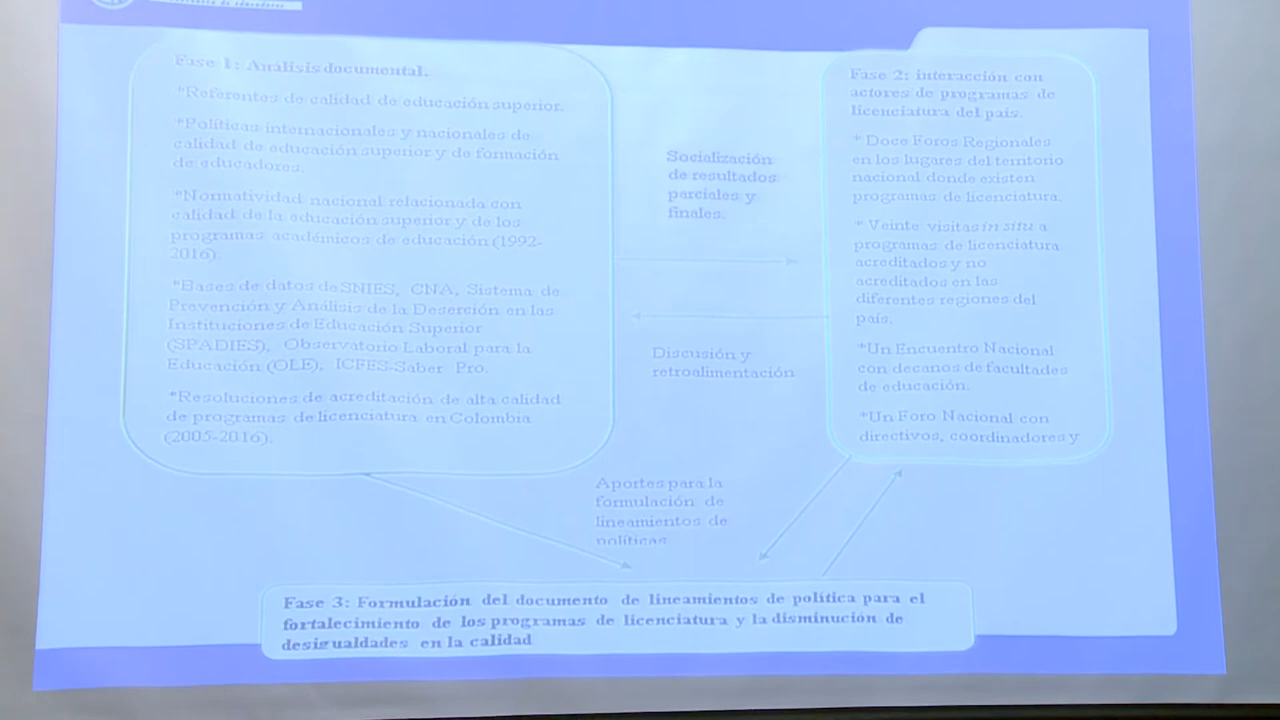 de educadores
Fase 1: Análisis documental.
*Referentes de calidad de educación superior.
*Políticas internacionales y nacionales de
calidad de educación superior y de formación
de educadores.
*Normatividad nacional relacionada con
calidad de la educación superior y de los
programas académicos de educación (1992-
2016).
*Bases de datos de SNIES, CNA, Sistema de
Prevención y Análisis de la Deserción en las
Instituciones de Educación Superior
(SPADIES), Observatorio Laboral para la
Educación (OLE), ICFES-Saber Pro.
*Resoluciones de acreditación de alta calidad
de programas de licenciatura en Colombia
(2005-2016).
Socialización
de resultados
parciales y
finales.
Discusión y
retroalimentación
Fase 2: interacción con
actores de programas de
licenciatura del país.
* Doce Foros Regionales
en los lugares del territorio
nacional donde existen
programas de licenciatura.
* Veinte visitas in situ a
programas de licenciatura
acreditados y no
acreditados en las
diferentes regiones del
país.
*Un Encuentro Nacional
con decanos de facultades
de educación.
*Un Foro Nacional con
directivos, coordinadores y
Aportes para la
formulación de
lineamientos de
políticas
Fase 3: Formulación del documento de lineamientos de política para el
fortalecimiento de los programas de licenciatura y la disminución de
desigualdades en la calidad